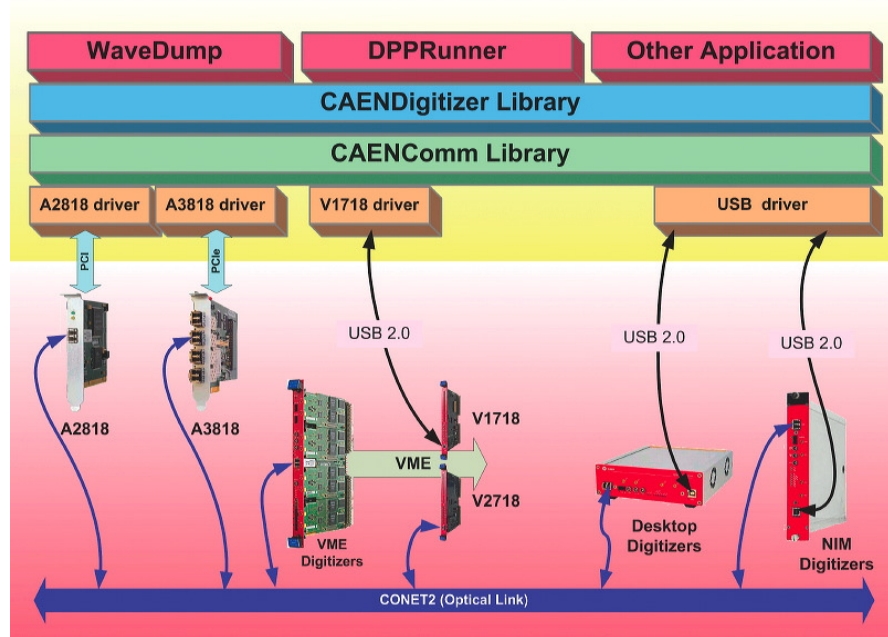 WaveDump
DPPRunner
Other Application
CAENDigitizer Library
CAENComm Library
A2818 driver
A3818 driver
V1718 driver
USB driver
PCI
PCIe
USB 2.0
USB 2.0
USB 2.0
A2818
A3818
V1718
VME
V2718
VME
Digitizers
Desktop
Digitizers
NIM
Digitizers
CONET2 (Optical Link)